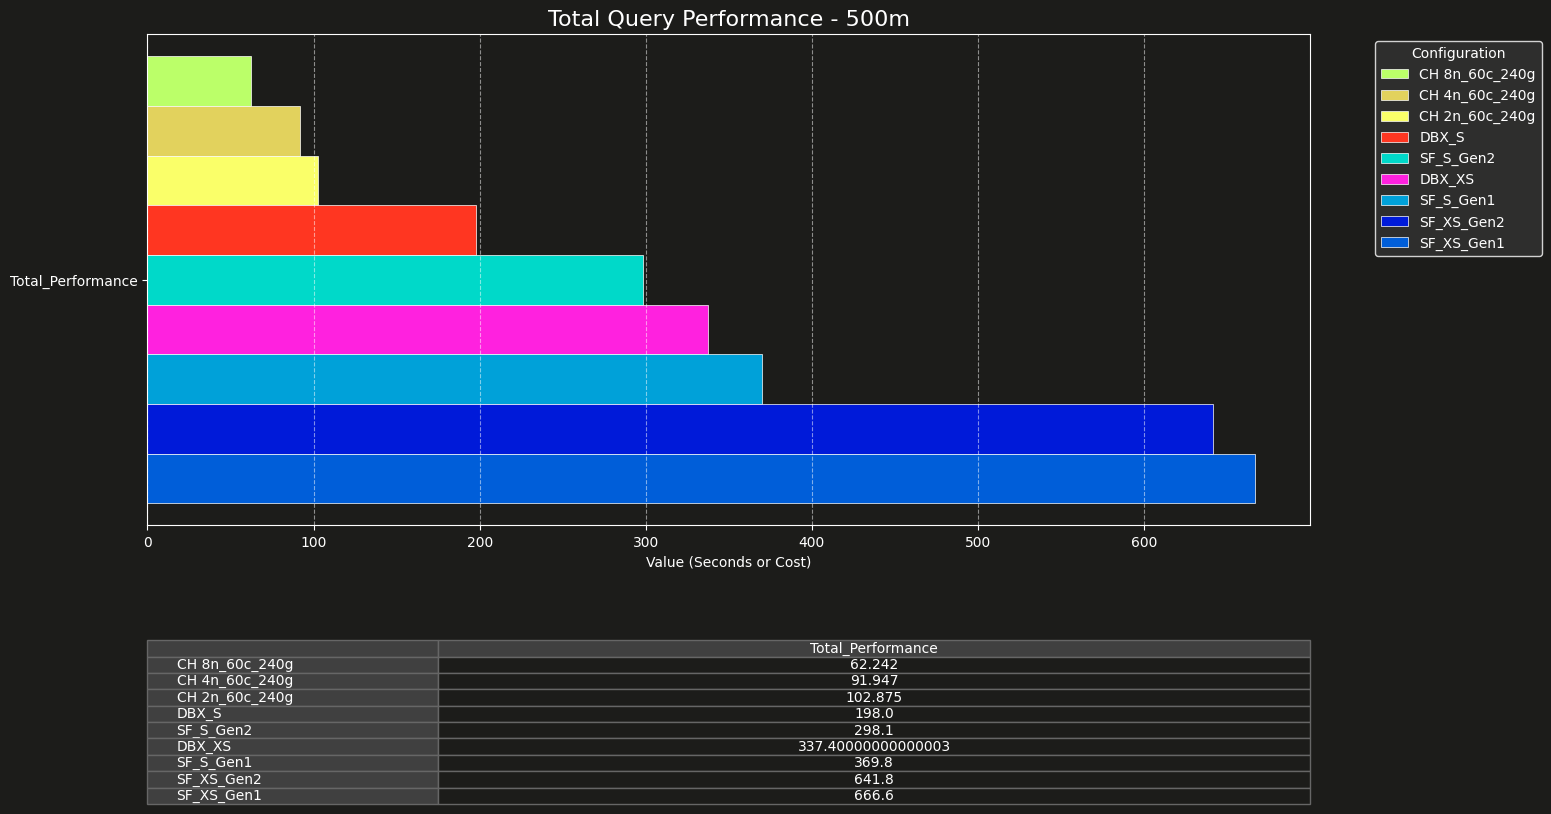 Total Query Performance - 500m
Configuration
CH 8n_60c_240g
CH 4n_60c_240g
CH 2n_60c_240g
DBX_S
SF_S_Gen2
DBX_XS
SF_S_Gen1
SF_XS_Gen2
SF_XS_Gen1
Total_Performance
0 100 200 300 400 500 600
Value (Seconds or Cost)
Total_Performance
CH 8n_60c_240g 62.242
CH 4n_60c_240g 91.947
CH 2n_60c_240g 102.875
DBX_S 198.0
SF_S_Gen2 298.1
DBX_XS 337.40000000000003
SF_S_Gen1 369.8
SF_XS_Gen2 641.8
SF_XS_Gen1 666.6